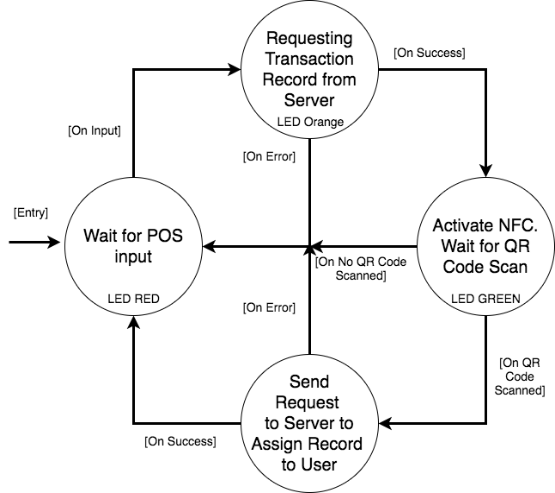 Requesting
Transaction
Record from
Server
LED Orange
[On Success]
[On Input]
[On Error]
[Entry]
Wait for POS
input
LED RED
Activate NFC.
Wait for QR
Code Scan
LED GREEN
[On No QR Code
Scanned]
[On Error]
[On QR
Code
Scanned]
Send
Request
to Server to
Assign Record
to User
[On Success]